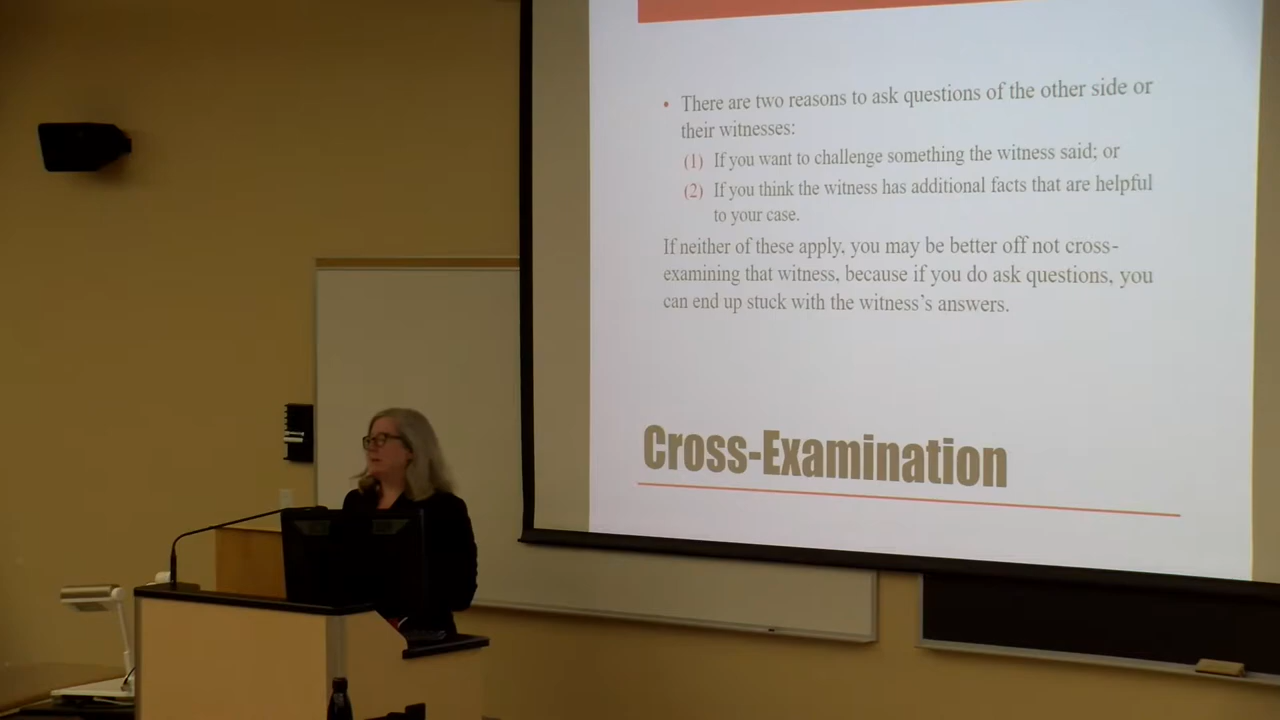 • There are two reasons to ask questions of the other side or
their witnesses:
(1) If you want to challenge something the witness said; or
(2) If you think the witness has additional facts that are helpful
to your case.
If neither of these apply, you may be better off not cross-
examining that witness, because if you do ask questions, you
can end up stuck with the witness’s answers.
Cross-Examination